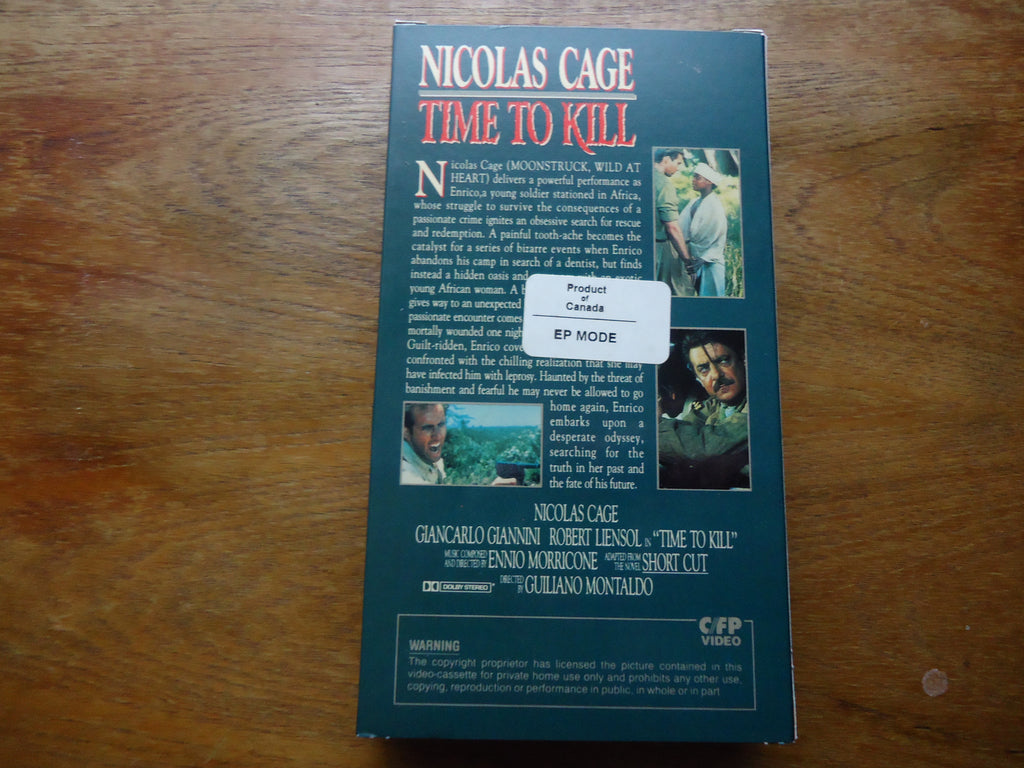 NICOLAS CAGE
TIME TO KILL
Nicolas Cage (MOONSTRUCK, WILD AT
HEART) delivers a powerful performance as
Enrico,a young soldier stationed in Africa,
whose struggle to survive the consequences of a
passionate crime ignites an obsessive search for rescue
and redemption. A painful tooth-ache becomes the
catalyst for a series of bizarre events when Enrico
abandons his camp in search of a dentist, but finds
instead a hidden oasis and exotic
young African woman. A
gives way to an unexpected
passionate encounter comes
mortally wounded one
Guilt-ridden, Enrico
confronted with the chilling realization that she may
have infected him with leprosy. Haunted by the threat of
banishment and fearful he may never be allowed to go
home again, Enrico
embarks upon a
desperate odyssey,
searching for the
truth in her past and
the fate of his future.
Product
of
Canada
EP MODE
NICOLAS CAGE
GIANCARLO GIANNINI ROBERT LIENSOL IN "TIME TO KILL"
MUSIC COMPOSED AND DIRECTED BY ENNIO MORRICONE ADAPTED FROM THE NOVEL SHORT CUT
DOLBY STEREO DIRECTED BY GUILIANO MONTALDO
C/FP
VIDEO
WARNING
The copyright proprietor has licensed the picture contained in this
video-cassette for private home use only and prohibits any other use,
copying, reproduction or performance in public, in whole or in part